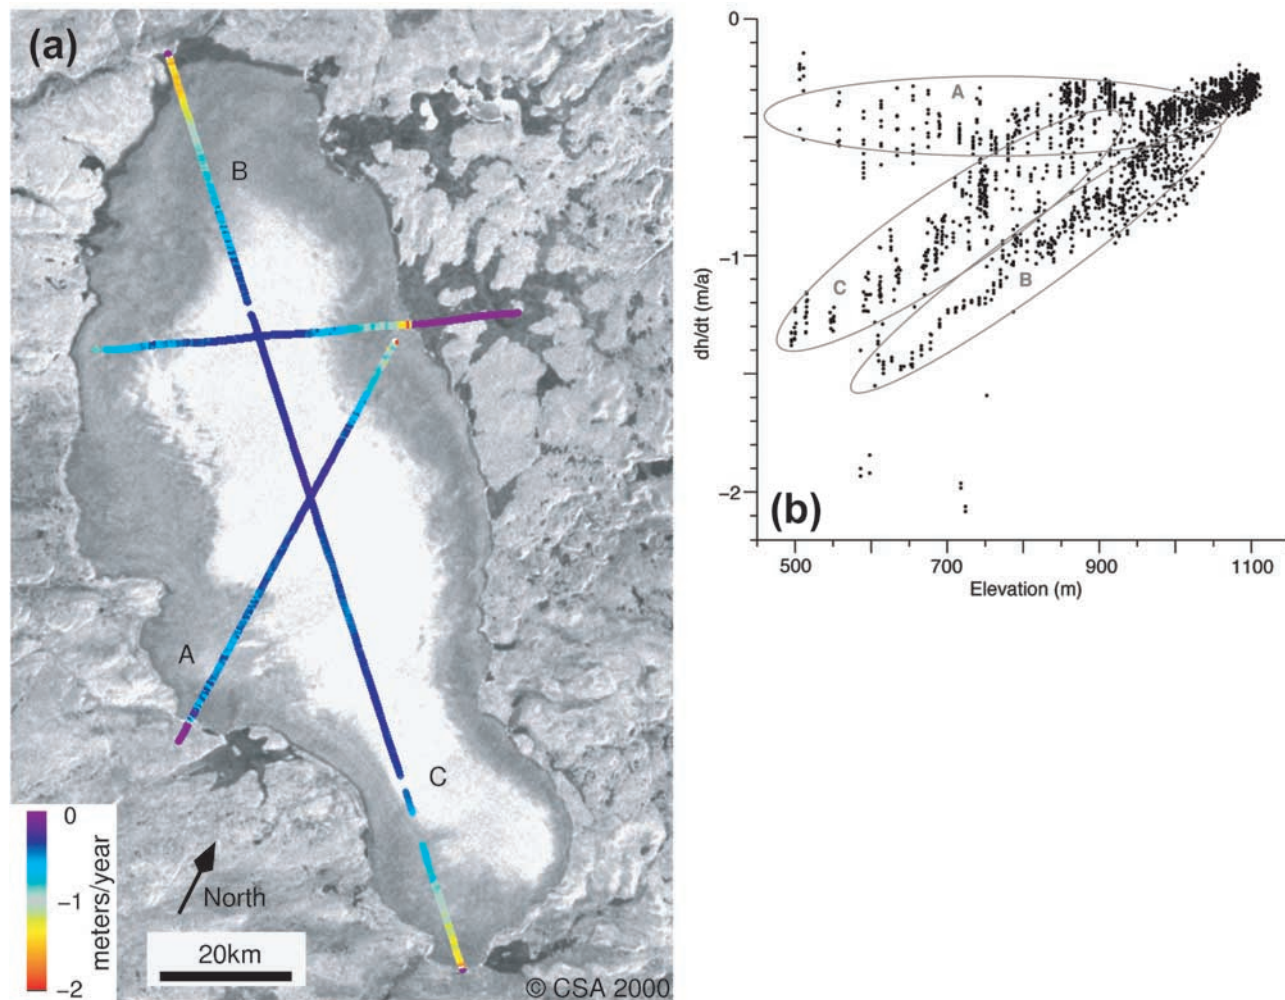 (a)
B
A
C
0
−1
−2
meters/year
North
20km
© CSA 2000
0
−1
−2
dh/dt (m/a)
A
C
B
(b)
500
700
900
1100
Elevation (m)